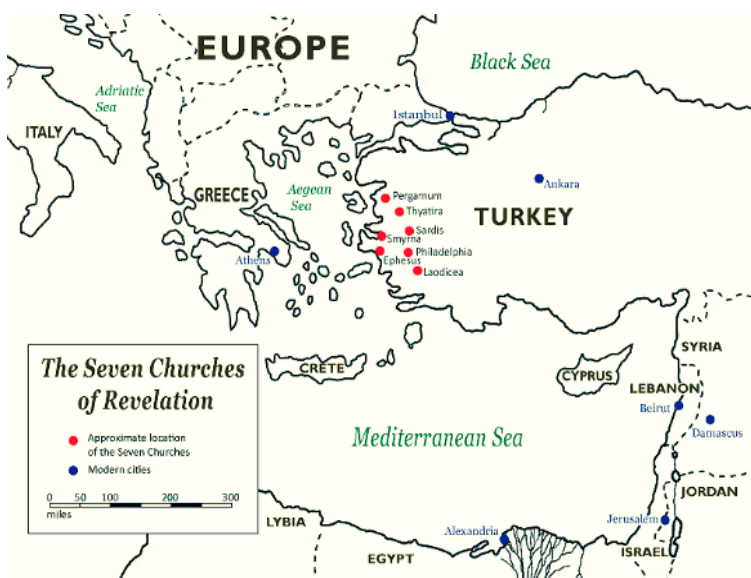 EUROPE
Black Sea
Adriatic
Sea
Istanbul
ITALY
Ankara
GREECE
Aegean
Sea
Pergamum
Thyatira
TURKEY
Sardis
Smyrna
Athens
Ephesus
Philadelphia
Laodicea
The Seven Churches
of Revelation
Approximate location
of the Seven Churches
Modern cities
0 50 100 150 200 300
miles
CRETE
CYPRUS
SYRIA
LEBANON
Beirut
Damascus
Mediterranean Sea
JORDAN
LYBIA
Alexandria
Jerusalem
EGYPT
ISRAEL